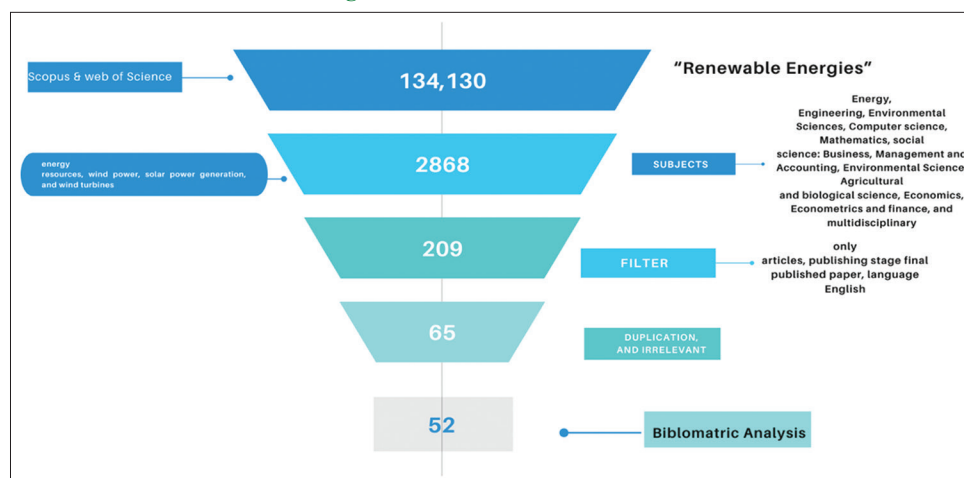 g
Scopus & web of Science
134,130
"Renewable Energies"
Energy,
Engineering, Environmental
Sciences, Computer science,
Mathematics, social
science: Business, Management and
Accounting, Environmental Science
Agricultural
and biological science, Economics,
Econometrics and finance, and
multidisciplinary
energy
resources, wind power, solar power generation,
and wind turbines
2868
SUBJECTS
209
FILTER
only
articles, publishing stage final
published paper, language
English
65
DUPLICATION,
AND IRRELEVANT
52
Biblomatric Analysis